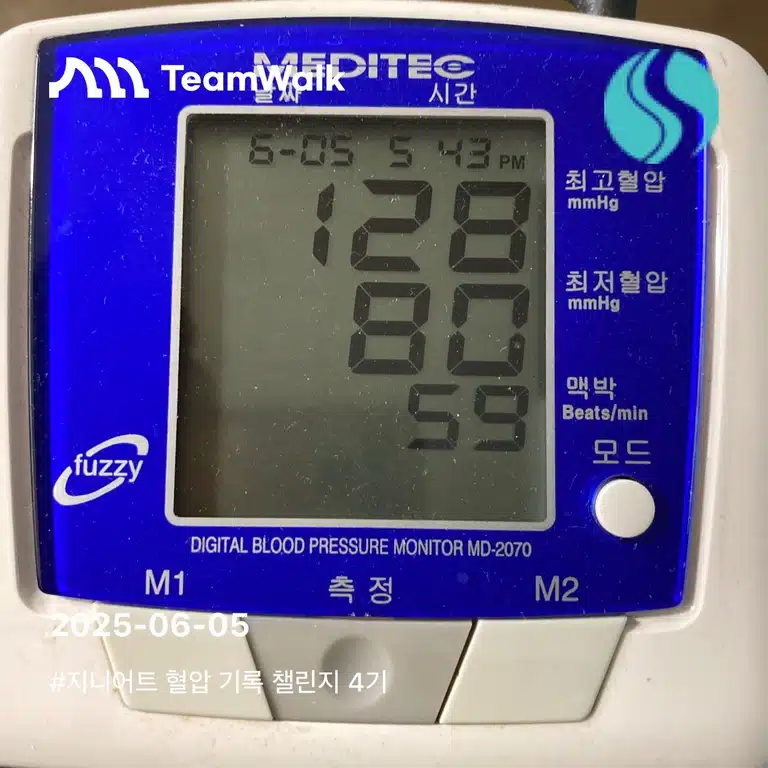 MEDITEC
TeamWalk
날짜 시간
6-05 5 43 PM
128
최고혈압
mmHg
80
최저혈압
mmHg
59
맥박
Beats/min
모드
fuzzy
DIGITAL BLOOD PRESSURE MONITOR MD-2070
M1 측정 M2
2025-06-05
#지니어트 혈압 기록 챌린지 4기